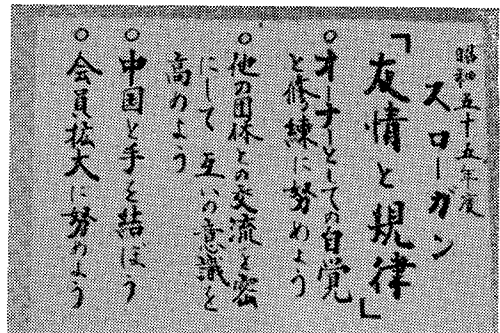 昭和五十五年度
スローガン
「友情と規律」
○オーナーとしての自覚
と修練に努めよう
○他の団体との交流を密
にして互いの意識を
高めよう
○中国と手を結ぼう
○会員拡大に努めよう